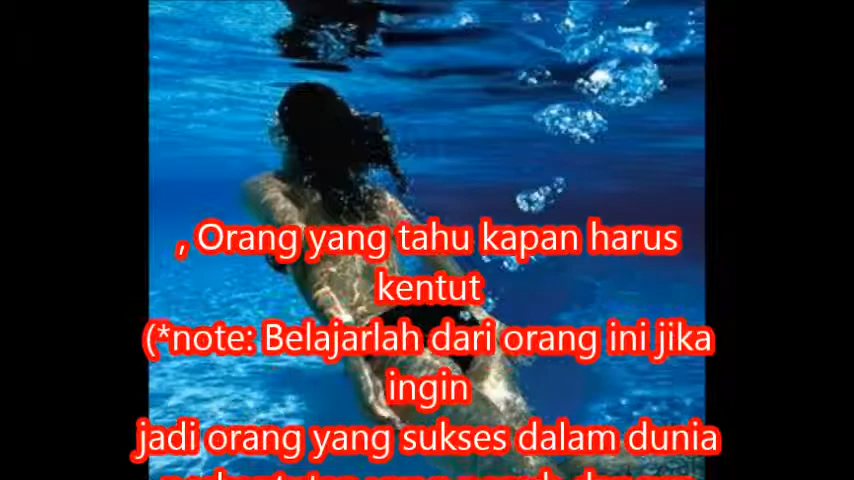 , Orang yang tahu kapan harus
kentut
(*note: Belajarlah dari orang ini jika
ingin
jadi orang yang sukses dalam dunia